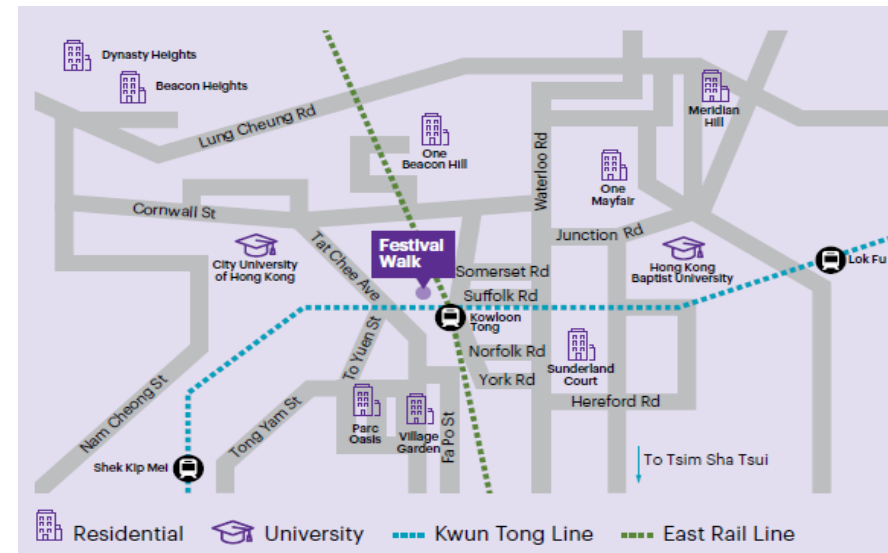 Dynasty Heights
Beacon Heights
Lung Cheung Rd
One
Beacon Hill
Waterloo Rd
Meridian
Hill
One
Mayfair
Cornwall St
Junction Rd
City University
of Hong Kong
Tat Chee Ave
Festival
Walk
Somerset Rd
Suffolk Rd
Hong Kong
Baptist University
Lok Fu
Kowloon
Tong
To Yuen St
Norfolk Rd
York Rd
Sunderland
Court
Hereford Rd
Nam Cheong St
Tong Yam St
Parc
Oasis
Village
Garden
Fa Po St
Shek Kip Mei
To Tsim Sha Tsui
Residential
University
Kwun Tong Line
East Rail Line